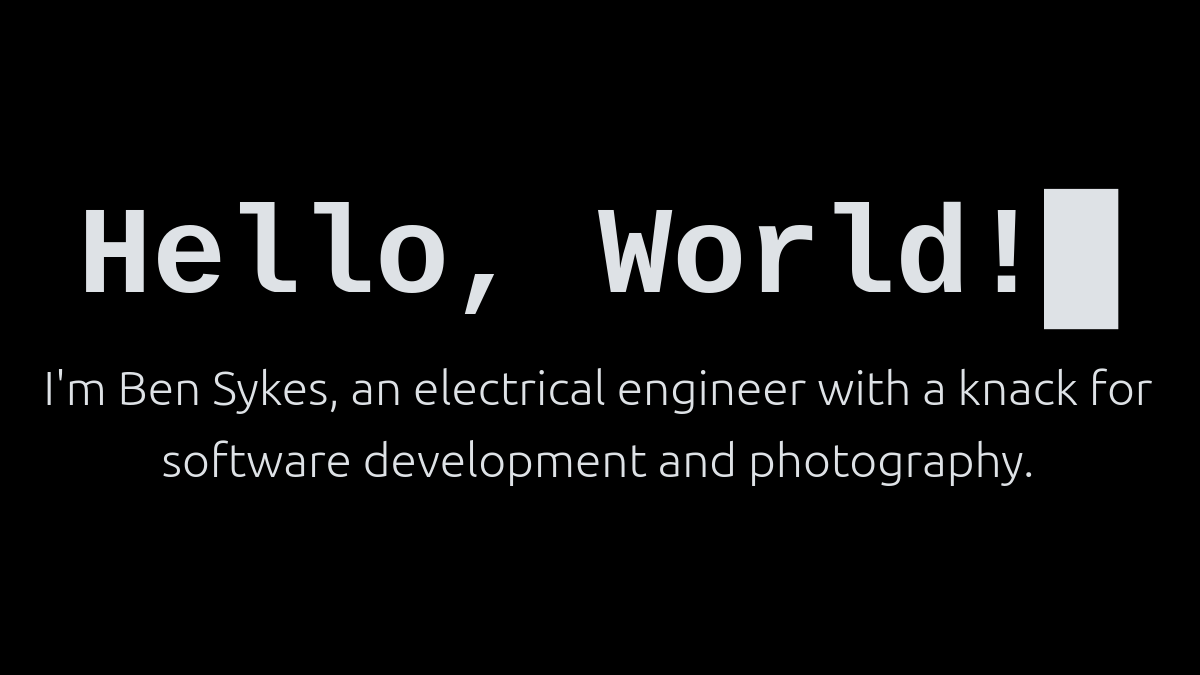 Hello, World!
I'm Ben Sykes, an electrical engineer with a knack for
software development and photography.